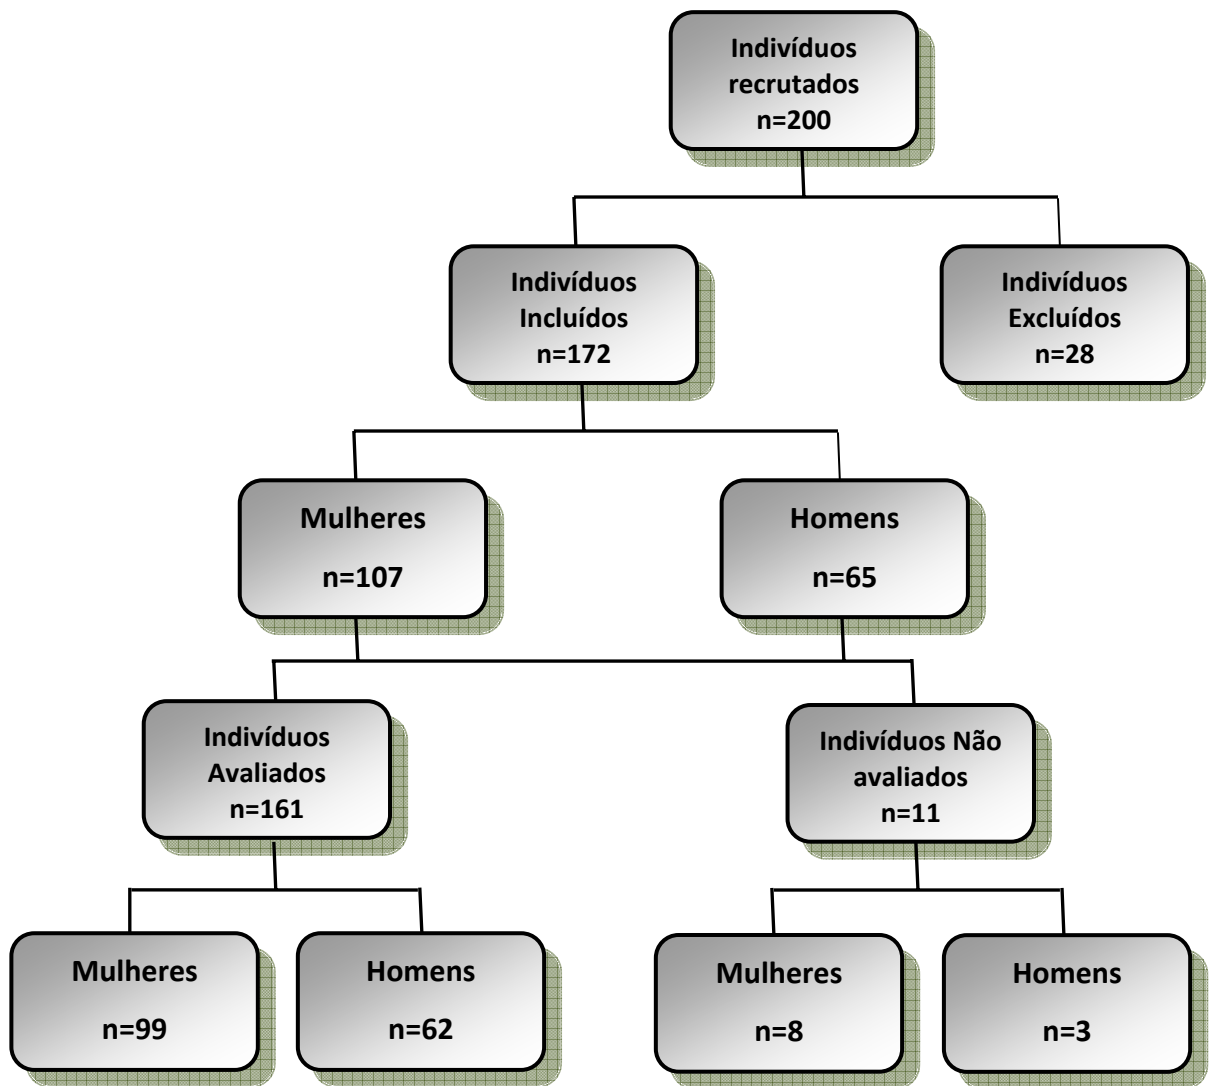 Indivíduos
recrutados
n=200
Indivíduos
Incluídos
n=172
Indivíduos
Excluídos
n=28
Mulheres
n=107
Homens
n=65
Indivíduos
Avaliados
n=161
Indivíduos Não
avaliados
n=11
Mulheres
n=99
Homens
n=62
Mulheres
n=8
Homens
n=3